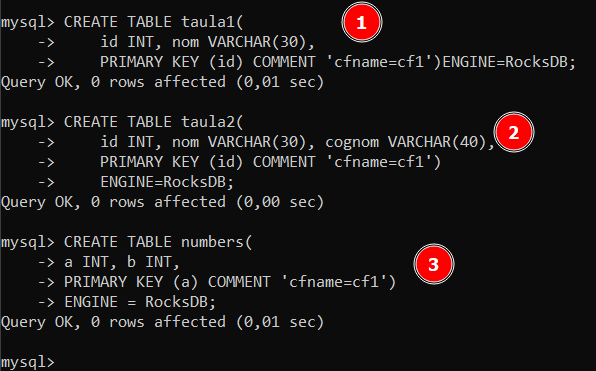 mysql> CREATE TABLE taula1(
    ->     id INT, nom VARCHAR(30),
    ->     PRIMARY KEY (id) COMMENT 'cfname=cf1')ENGINE=RocksDB;
Query OK, 0 rows affected (0,01 sec)
1
mysql> CREATE TABLE taula2(
    ->     id INT, nom VARCHAR(30), cognom VARCHAR(40),
    ->     PRIMARY KEY (id) COMMENT 'cfname=cf1')
    ->     ENGINE=RocksDB;
Query OK, 0 rows affected (0,00 sec)
2
mysql> CREATE TABLE numbers(
    -> a INT, b INT,
    -> PRIMARY KEY (a) COMMENT 'cfname=cf1')
    -> ENGINE = RocksDB;
Query OK, 0 rows affected (0,01 sec)
3
mysql>